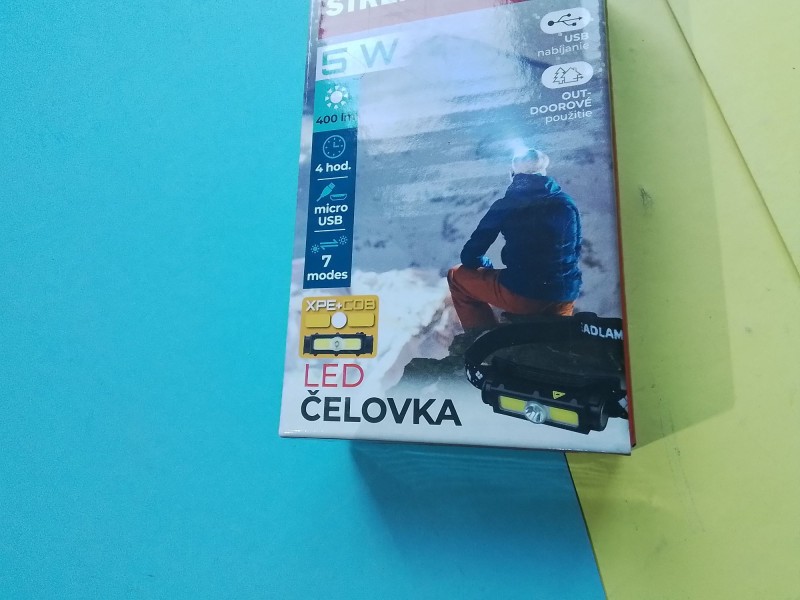 5 W
400 lm
4 hod.
micro
USB
7
modes
XPE+COB
LED
ČELOVKA
USB
nabíjanie
OUT-
DOOROVÉ
použitie